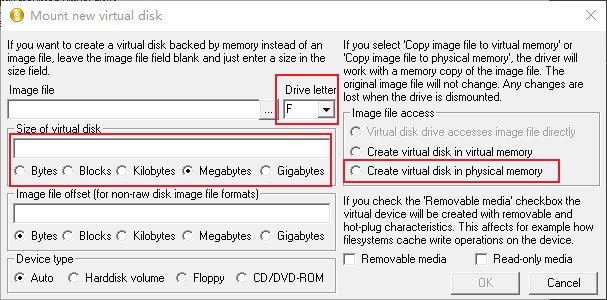 Mount new virtual disk
If you want to create a virtual disk backed by memory instead of an
image file, leave the image file field blank and just enter a size in the
size field.
Image file
Drive letter
...
F
Size of virtual disk
Bytes
Blocks
Kilobytes
Megabytes
Gigabytes
Image file offset (for non-raw disk image file formats)
Bytes
Blocks
Kilobytes
Megabytes
Gigabytes
Device type
Auto
Harddisk volume
Floppy
CD/DVD-ROM
If you select 'Copy image file to virtual memory' or
'Copy image file to physical memory', the driver will
work with a memory copy of the image file. The
original image file will not change. Any changes are
lost when the drive is dismounted.
Image file access
Virtual disk drive accesses image file directly
Create virtual disk in virtual memory
Create virtual disk in physical memory
If you check the 'Removable media' checkbox the
virtual device will be created with removable and
hot-plug characteristics. This affects for example how
filesystems cache write operations on the device.
Removable media
Read-only media
OK
Cancel